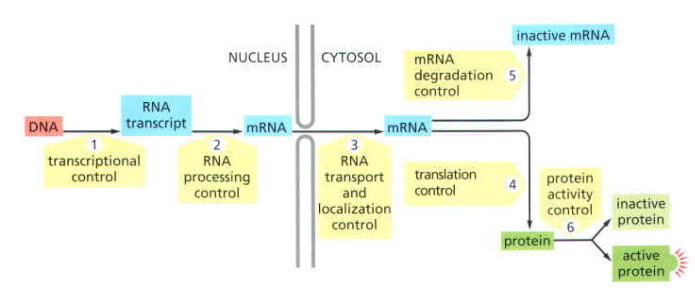 inactive mRNA
NUCLEUS
CYTOSOL
mRNA
degradation
control
5
DNA
RNA
transcript
mRNA
mRNA
1
transcriptional
control
2
RNA
processing
control
3
RNA
transport
and
localization
control
translation
control
4
protein
activity
control
6
protein
inactive
protein
active
protein